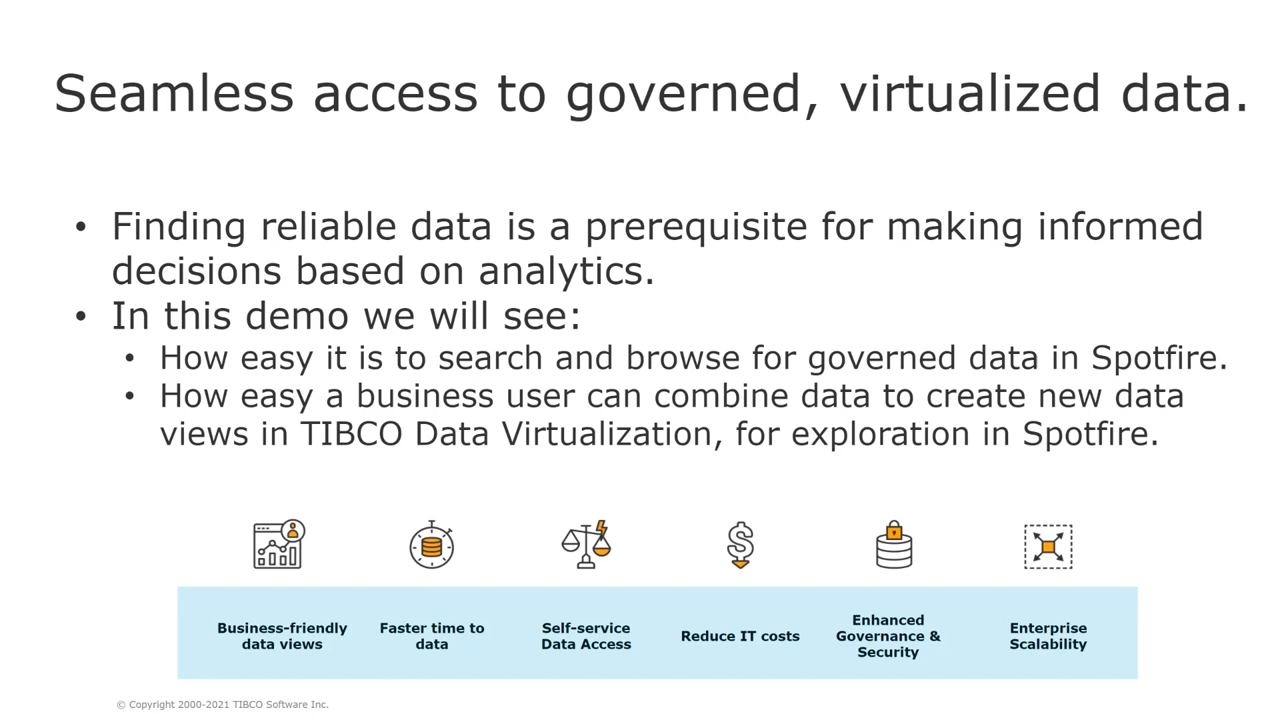 Seamless access to governed, virtualized data.
• Finding reliable data is a prerequisite for making informed
decisions based on analytics.
• In this demo we will see:
• How easy it is to search and browse for governed data in Spotfire.
• How easy a business user can combine data to create new data
views in TIBCO Data Virtualization, for exploration in Spotfire.
Business-friendly
data views
Faster time to
data
Self-service
Data Access
Reduce IT costs
Enhanced
Governance &
Security
Enterprise
Scalability
© Copyright 2000-2021 TIBCO Software Inc.